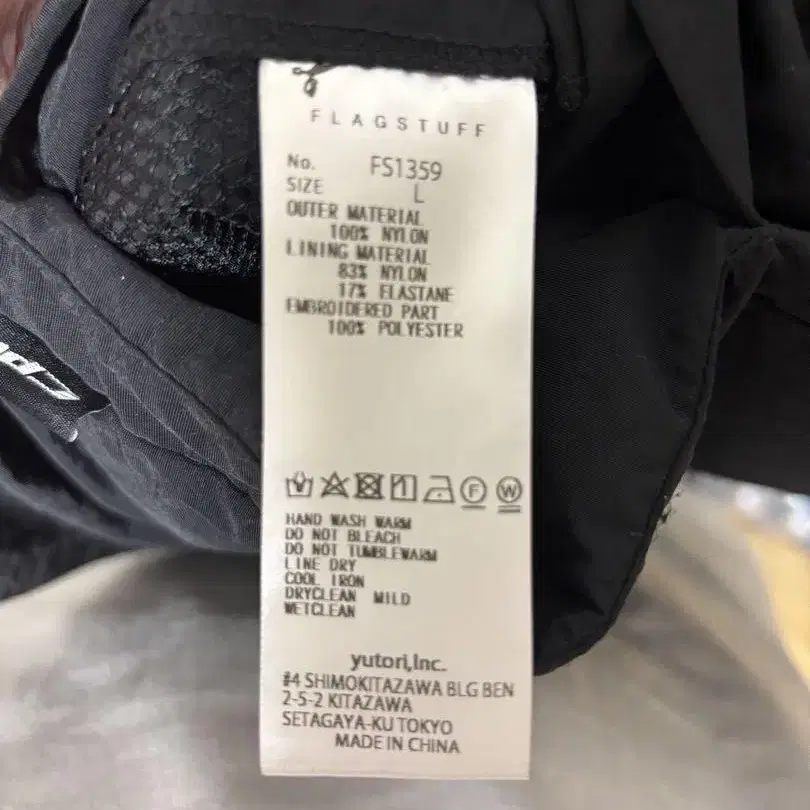 FLAGSTUFF
No. FS1359
SIZE L
OUTER MATERIAL
100% NYLON
LINING MATERIAL
83% NYLON
17% ELASTANE
EMBROIDERED PART
100% POLYESTER
F W
HAND WASH WARM
DO NOT BLEACH
DO NOT TUMBLEWARM
LINE DRY
COOL IRON
DRYCLEAN MILD
WETCLEAN
yutori,Inc.
#4 SHIMOKITAZAWA BLG BEN
2-5-2 KITAZAWA
SETAGAYA-KU TOKYO
MADE IN CHINA